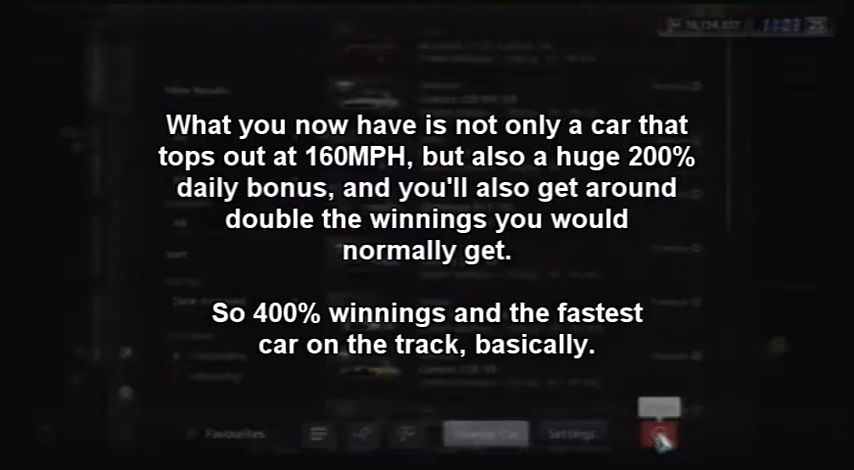 What you now have is not only a car that
tops out at 160MPH, but also a huge 200%
daily bonus, and you'll also get around
double the winnings you would
normally get.
So 400% winnings and the fastest
car on the track, basically.
Favourites
Settings